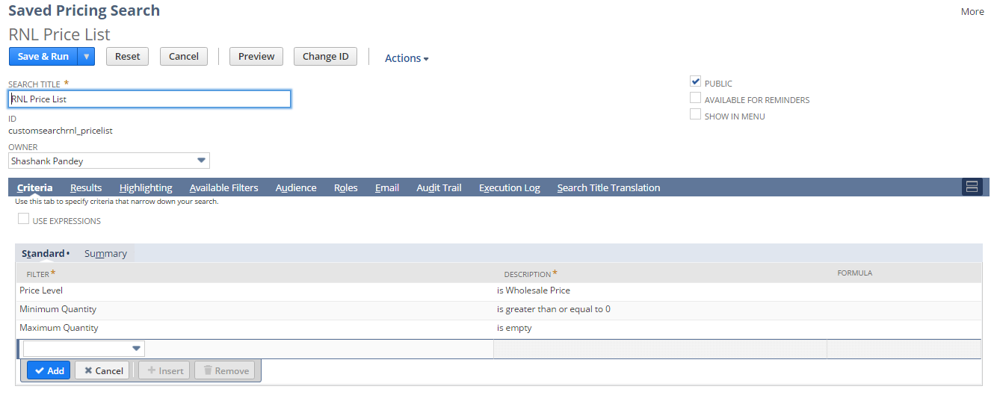 Saved Pricing Search
More
RNL Price List
Save & Run
Reset
Cancel
Preview
Change ID
Actions
SEARCH TITLE *
RNL Price List
PUBLIC
AVAILABLE FOR REMINDERS
SHOW IN MENU
ID
customsearchrnl_pricelist
OWNER
Shashank Pandey
Criteria Results Highlighting Available Filters Audience Roles Email Audit Trail Execution Log Search Title Translation
Use this tab to specify criteria that narrow down your search.
USE EXPRESSIONS
Standard • Summary
FILTER * DESCRIPTION * FORMULA
Price Level is Wholesale Price
Minimum Quantity is greater than or equal to 0
Maximum Quantity is empty
Add Cancel Insert Remove